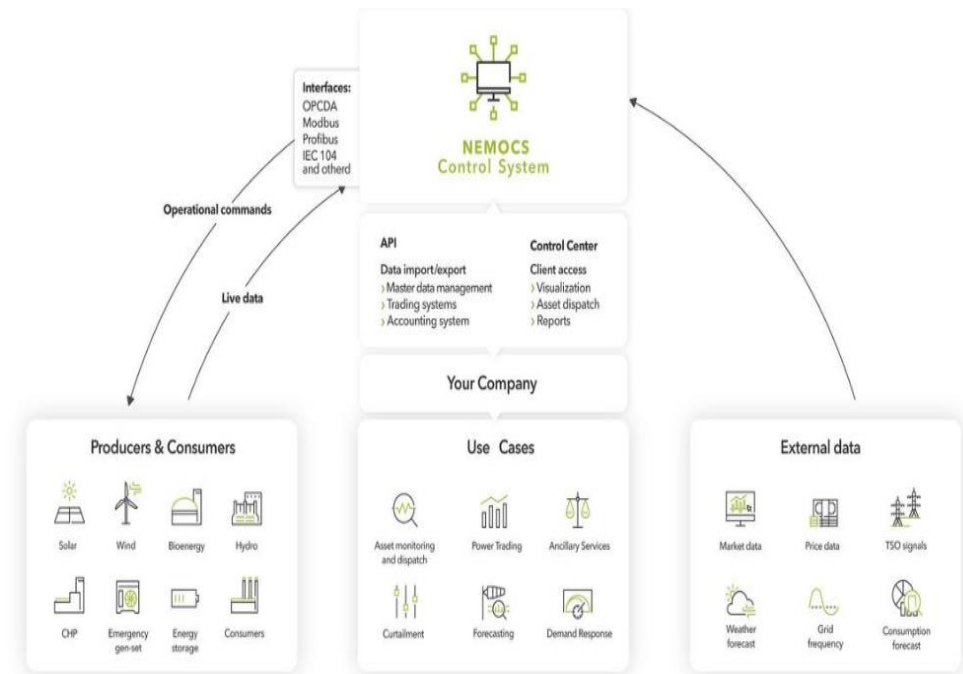 Interfaces:
OPCDA
Modbus
Profibus
IEC 104
and otherd
NEMOCS
Control System
Operational commands
Live data
API
Data import/export
› Master data management
› Trading systems
› Accounting system
Control Center
Client access
› Visualization
› Asset dispatch
› Reports
Your Company
Producers & Consumers
Solar
Wind
Bioenergy
Hydro
CHP
Emergency
gen-set
Energy
storage
Consumers
Use Cases
Asset monitoring
and dispatch
Power Trading
Ancillary Services
Curtailment
Forecasting
Demand Response
External data
Market data
Price data
TSO signals
Weather
forecast
Grid
frequency
Consumption
forecast